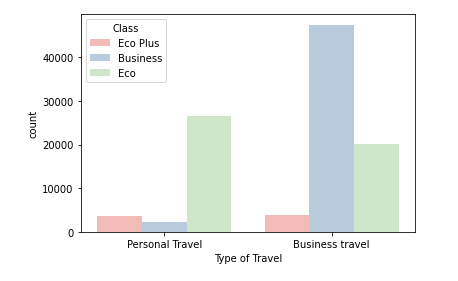 Class
Eco Plus
Business
Eco
40000
30000
20000
10000
0
count
Personal Travel
Business travel
Type of Travel